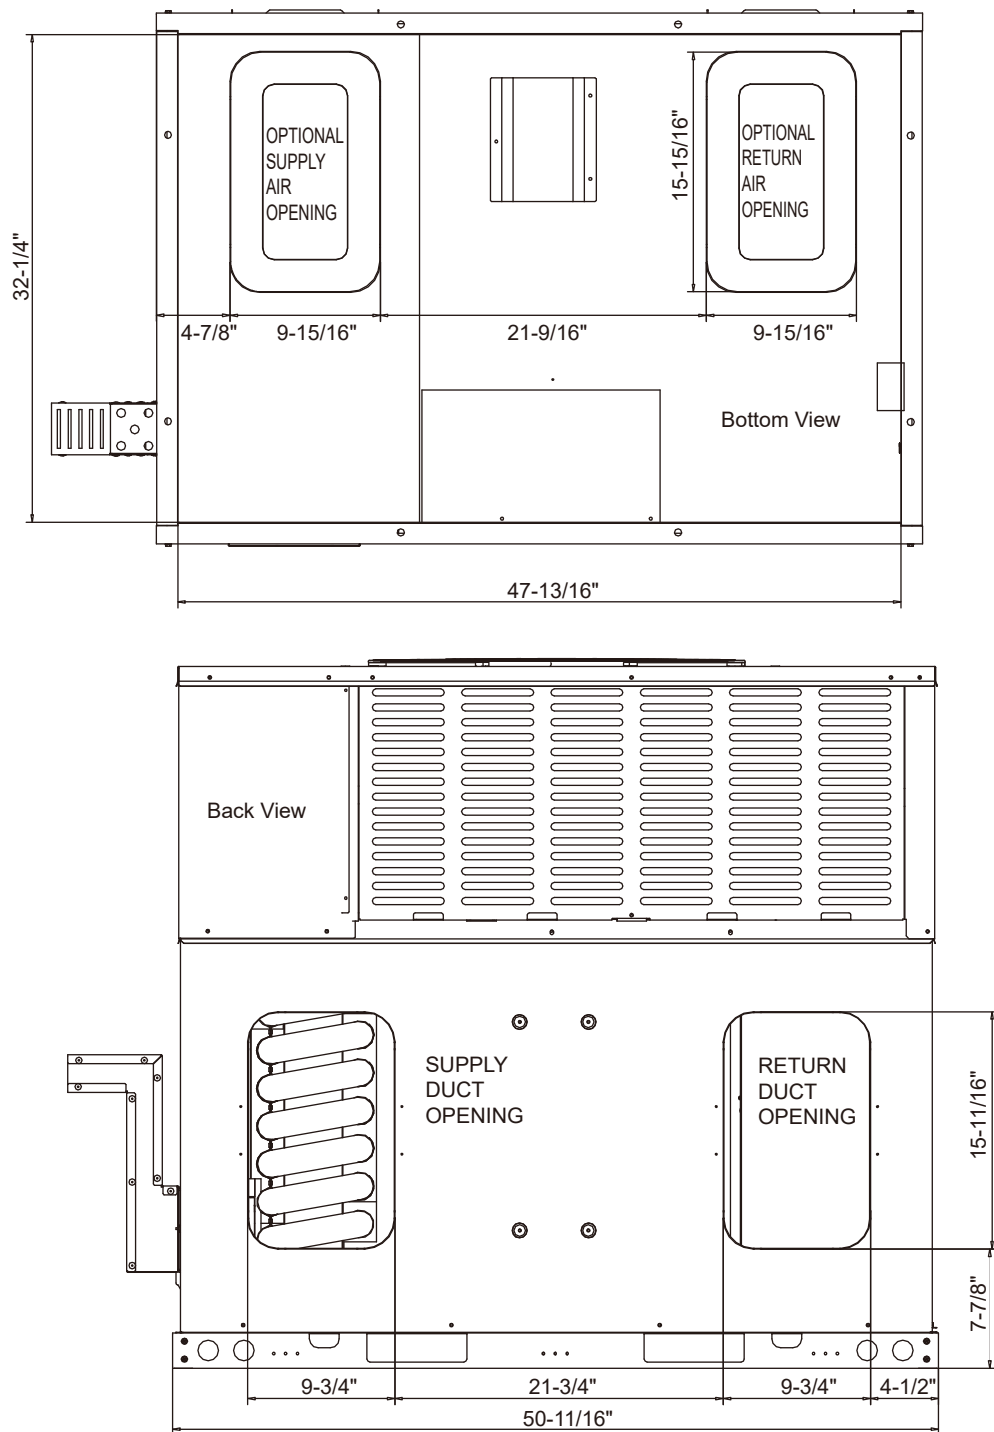 OPTIONAL
SUPPLY
AIR
OPENING
OPTIONAL
RETURN
AIR
OPENING
15-15/16"
32-1/4"
4-7/8"
9-15/16"
21-9/16"
9-15/16"
Bottom View
47-13/16"
Back View
SUPPLY
DUCT
OPENING
RETURN
DUCT
OPENING
15-11/16"
7-7/8"
9-3/4"
21-3/4"
9-3/4"
4-1/2"
50-11/16"